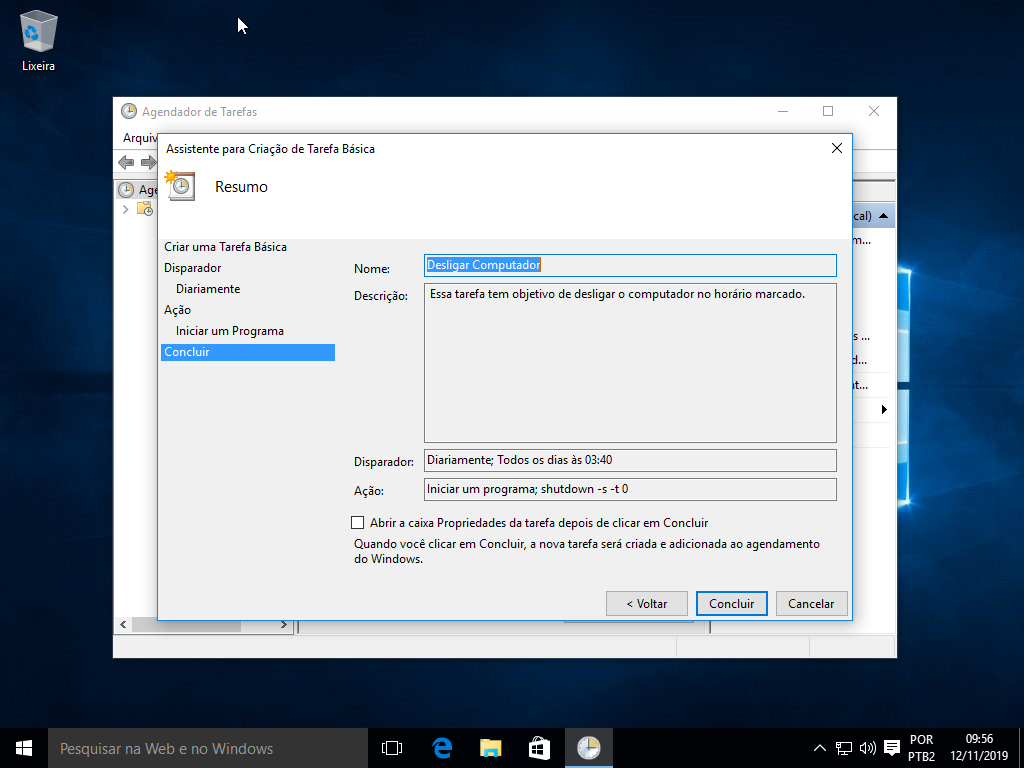 Lixeira
Agendador de Tarefas
Arquiv
Assistente para Criação de Tarefa Básica
Resumo
Age
cal)
m...
s ...
d...
t...
Criar uma Tarefa Básica
Disparador
Diariamente
Ação
Iniciar um Programa
Concluir
Nome: Desligar Computador
Descrição: Essa tarefa tem objetivo de desligar o computador no horário marcado.
Disparador: Diariamente; Todos os dias às 03:40
Ação: Iniciar um programa; shutdown -s -t 0
Abrir a caixa Propriedades da tarefa depois de clicar em Concluir
Quando você clicar em Concluir, a nova tarefa será criada e adicionada ao agendamento
do Windows.
< Voltar Concluir Cancelar
Pesquisar na Web e no Windows
POR 09:56
PTB2 12/11/2019